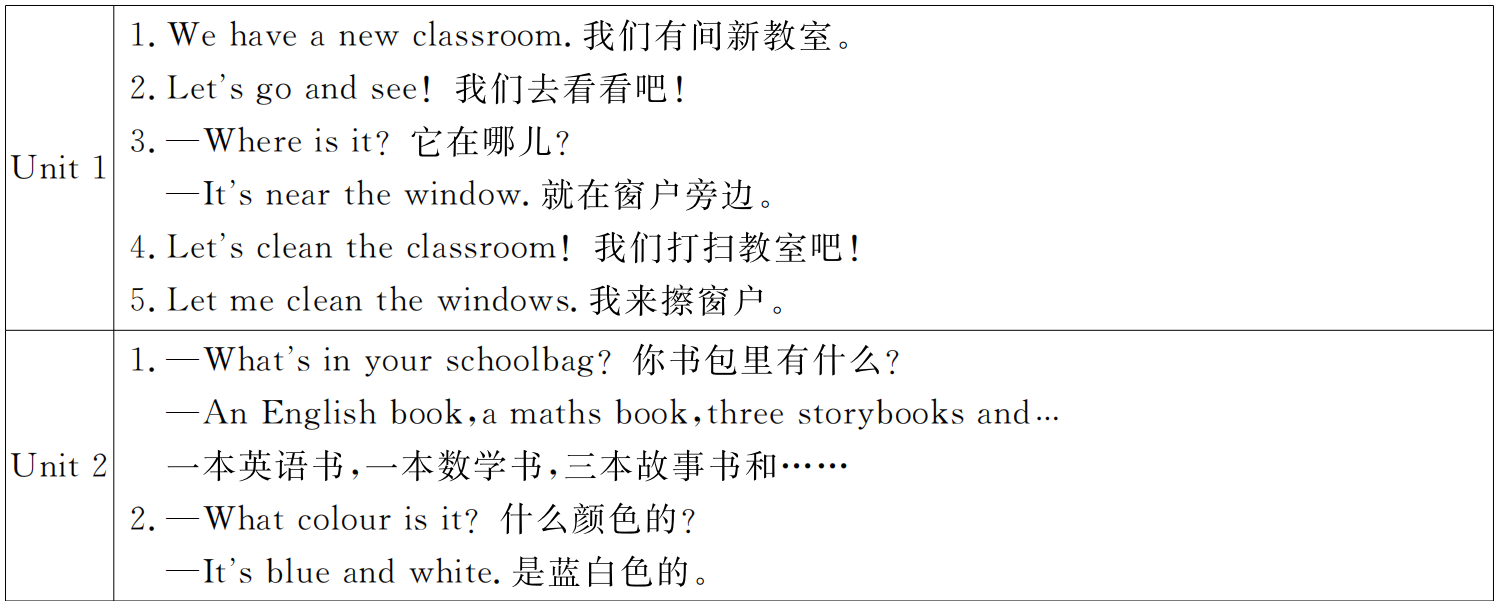 Unit 1
1. We have a new classroom. 我们有间新教室。
2. Let's go and see! 我们去看看吧!
3. —Where is it? 它在哪儿?
—It's near the window. 就在窗户旁边。
4. Let's clean the classroom! 我们打扫教室吧!
5. Let me clean the windows. 我来擦窗户。
Unit 2
1. —What's in your schoolbag? 你书包里有什么?
—An English book,a maths book,three storybooks and…
一本英语书,一本数学书,三本故事书和……
2. —What colour is it? 什么颜色的?
—It's blue and white. 是蓝白色的。